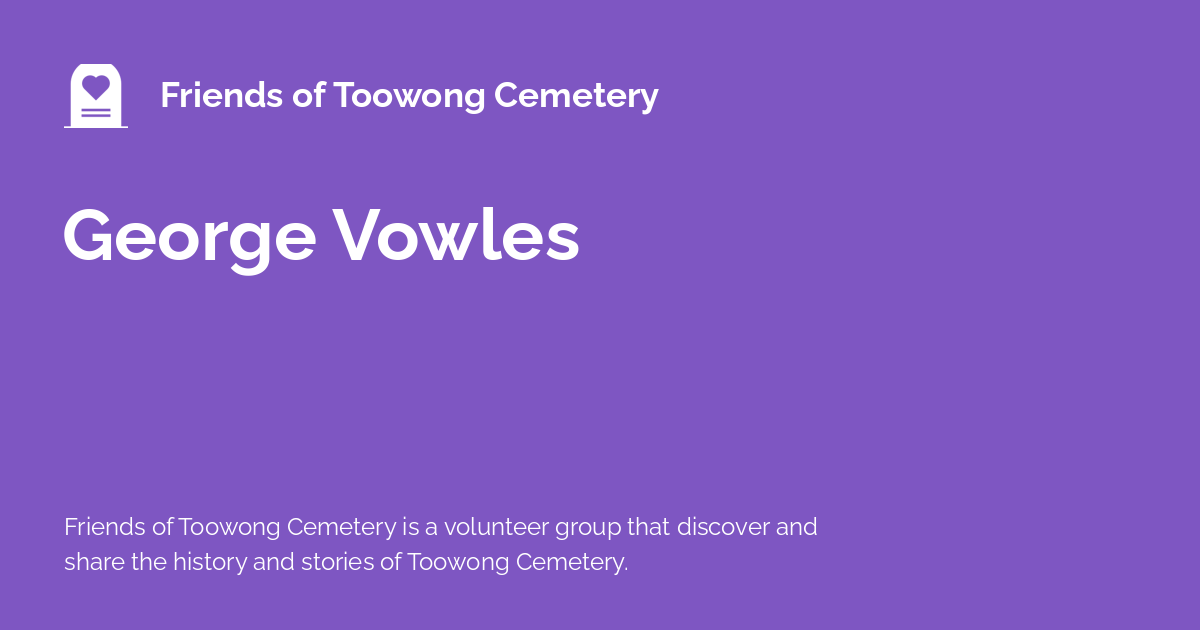 Friends of Toowong Cemetery
George Vowles
Friends of Toowong Cemetery is a volunteer group that discover and
share the history and stories of Toowong Cemetery.